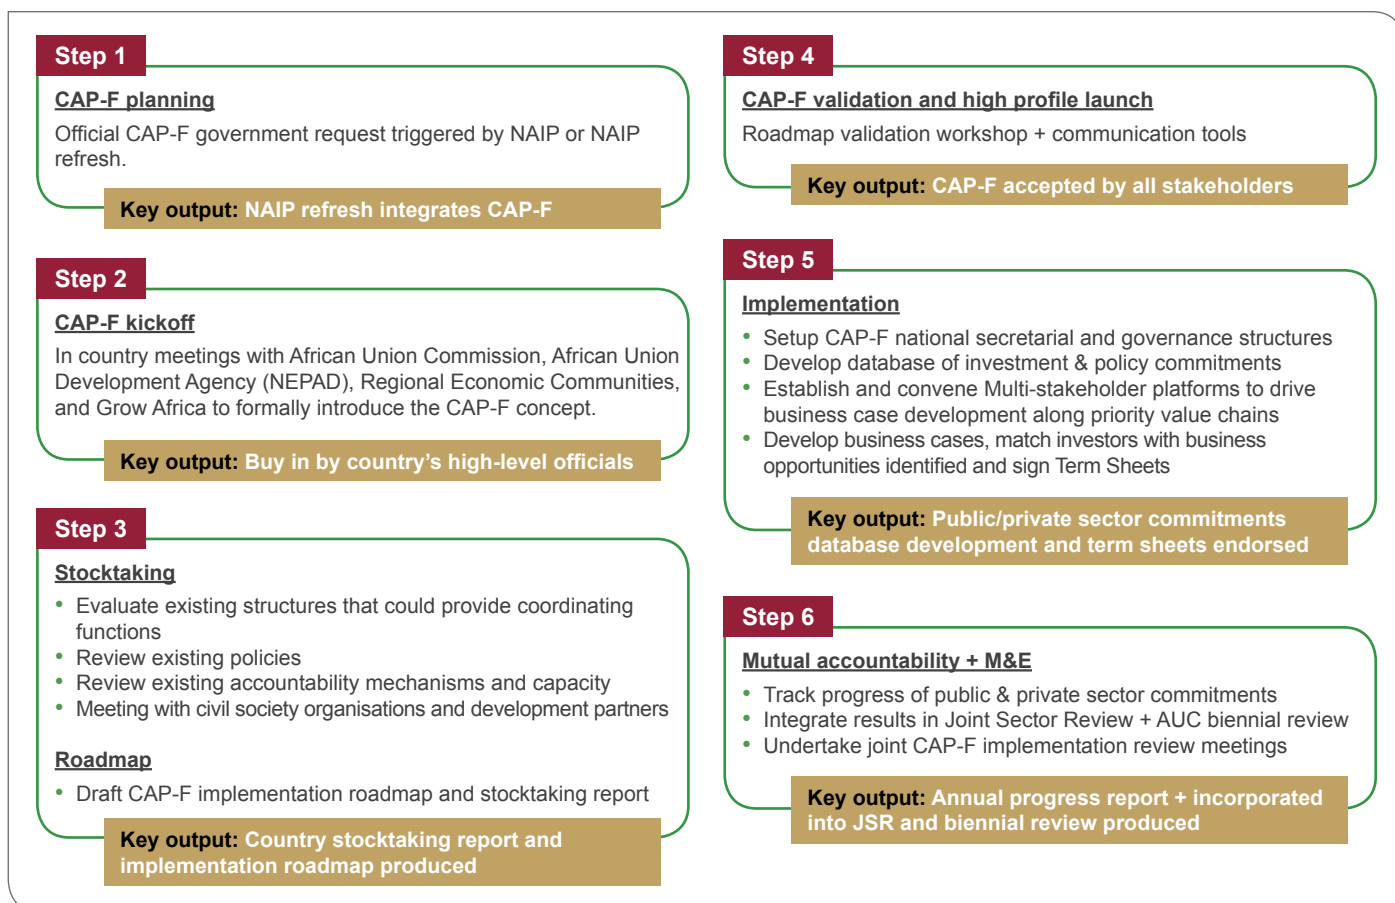 Step 1
CAP-F planning
Official CAP-F government request triggered by NAIP or NAIP
refresh.
Key output: NAIP refresh integrates CAP-F
Step 2
CAP-F kickoff
In country meetings with African Union Commission, African Union
Development Agency (NEPAD), Regional Economic Communities,
and Grow Africa to formally introduce the CAP-F concept.
Key output: Buy in by country’s high-level officials
Step 3
Stocktaking
• Evaluate existing structures that could provide coordinating
functions
• Review existing policies
• Review existing accountability mechanisms and capacity
• Meeting with civil society organisations and development partners
Roadmap
• Draft CAP-F implementation roadmap and stocktaking report
Key output: Country stocktaking report and
implementation roadmap produced
Step 4
CAP-F validation and high profile launch
Roadmap validation workshop + communication tools
Key output: CAP-F accepted by all stakeholders
Step 5
Implementation
• Setup CAP-F national secretarial and governance structures
• Develop database of investment & policy commitments
• Establish and convene Multi-stakeholder platforms to drive
business case development along priority value chains
• Develop business cases, match investors with business
opportunities identified and sign Term Sheets
Key output: Public/private sector commitments
database development and term sheets endorsed
Step 6
Mutual accountability + M&E
• Track progress of public & private sector commitments
• Integrate results in Joint Sector Review + AUC biennial review
• Undertake joint CAP-F implementation review meetings
Key output: Annual progress report + incorporated
into JSR and biennial review produced